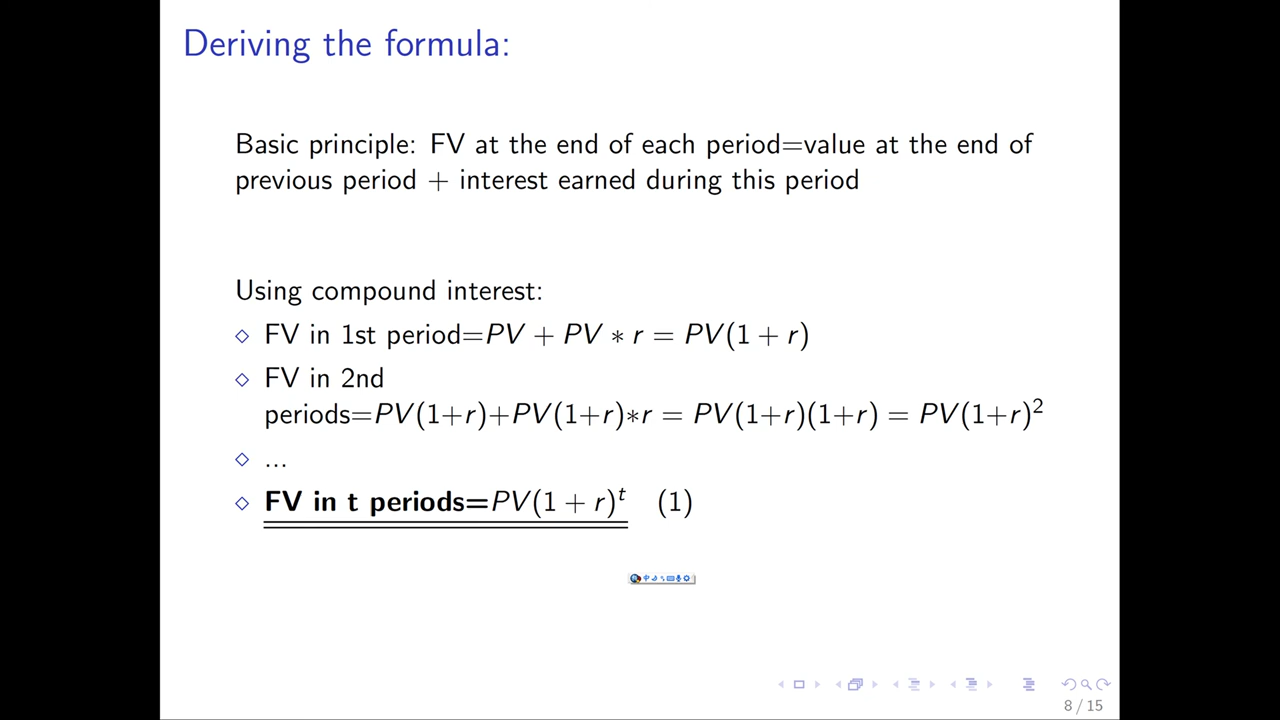 Deriving the formula:
Basic principle: FV at the end of each period=value at the end of
previous period + interest earned during this period
Using compound interest:
◇ FV in 1st period=PV + PV ∗ r = PV(1 + r)
◇ FV in 2nd
periods=PV(1+r)+PV(1+r)∗r = PV(1+r)(1+r) = PV(1+r)²
◇ ...
◇ FV in t periods=PV(1 + r)ᵗ (1)
中
8 / 15